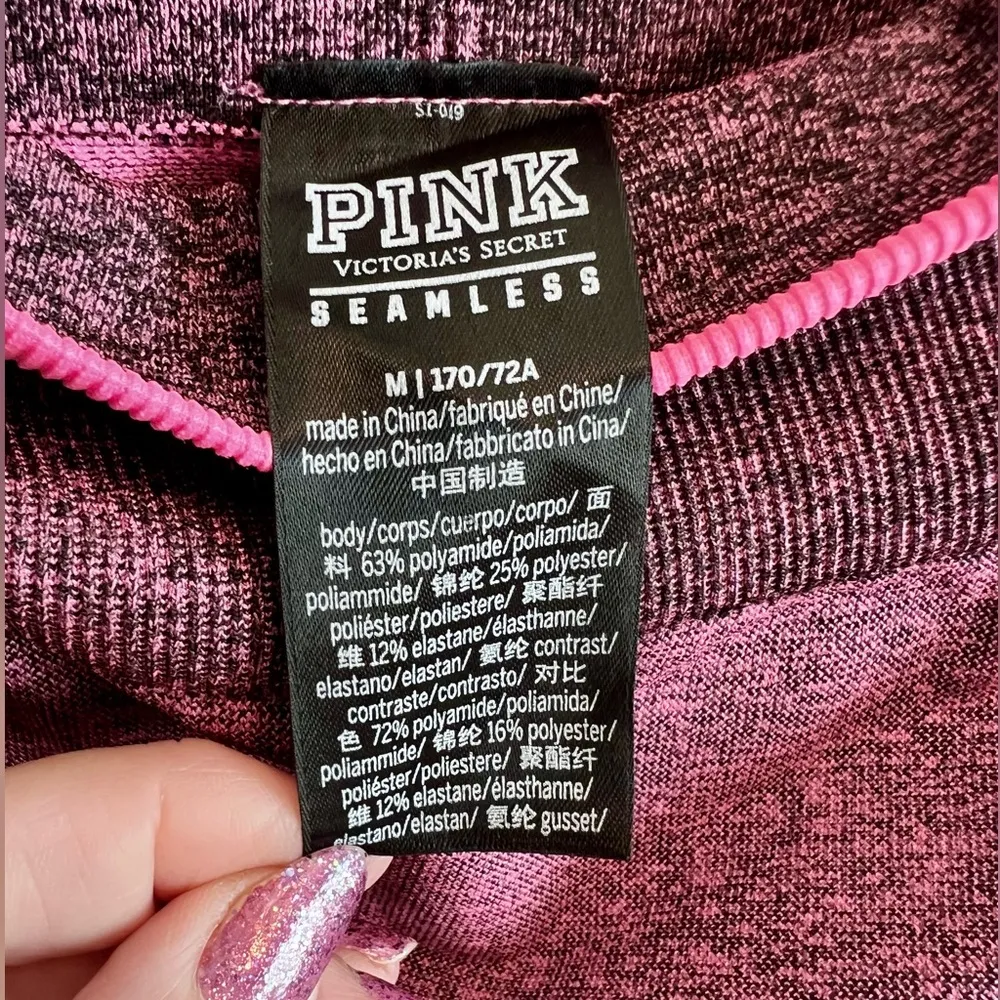 S1-019
PINK
VICTORIA'S SECRET
SEAMLESS
M | 170/72A
made in China/fabriqué en Chine/
hecho en China/fabbricato in Cina/
中国制造
body/corps/cuerpo/corpo/ 面
料 63% polyamide/poliamida/
poliammide/ 锦纶 25% polyester/
poliéster/poliestere/ 聚酯纤
维 12% elastane/élasthanne/
elastano/elastan/ 氨纶 contrast/
contraste/contrasto/ 对比
色 72% polyamide/poliamida/
poliammide/ 锦纶 16% polyester/
poliéster/poliestere/ 聚酯纤
维 12% elastane/élasthanne/
elastano/elastan/ 氨纶 gusset/